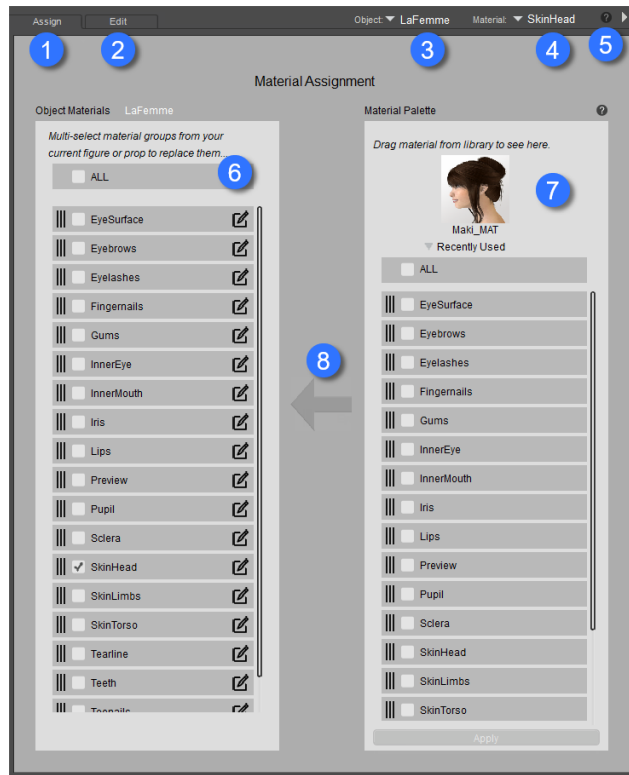 Assign Edit Object: LaFemme Material: SkinHead ?
1 2 3 4 5
Material Assignment
Object Materials LaFemme
Multi-select material groups from your
current figure or prop to replace them...
ALL
6
EyeSurface
Eyebrows
Eyelashes
Fingernails
Gums
InnerEye
InnerMouth
Iris
Lips
Preview
Pupil
Sclera
SkinHead
SkinLimbs
SkinTorso
Tearline
Teeth
Toenails
8
Material Palette ?
Drag material from library to see here.
7
Maki_MAT
Recently Used
ALL
EyeSurface
Eyebrows
Eyelashes
Fingernails
Gums
InnerEye
InnerMouth
Iris
Lips
Preview
Pupil
Sclera
SkinHead
SkinLimbs
SkinTorso
Apply